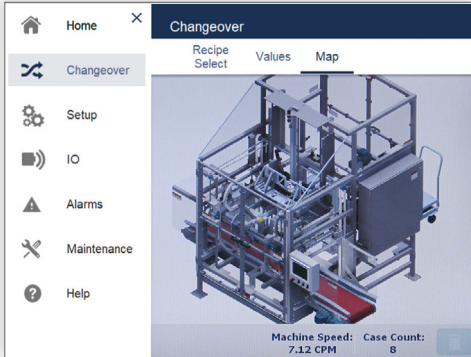 Home
×
Changeover
Setup
IO
Alarms
Maintenance
Help
Changeover
Recipe
Select
Values
Map
Machine Speed:
7.12 CPM
Case Count:
8